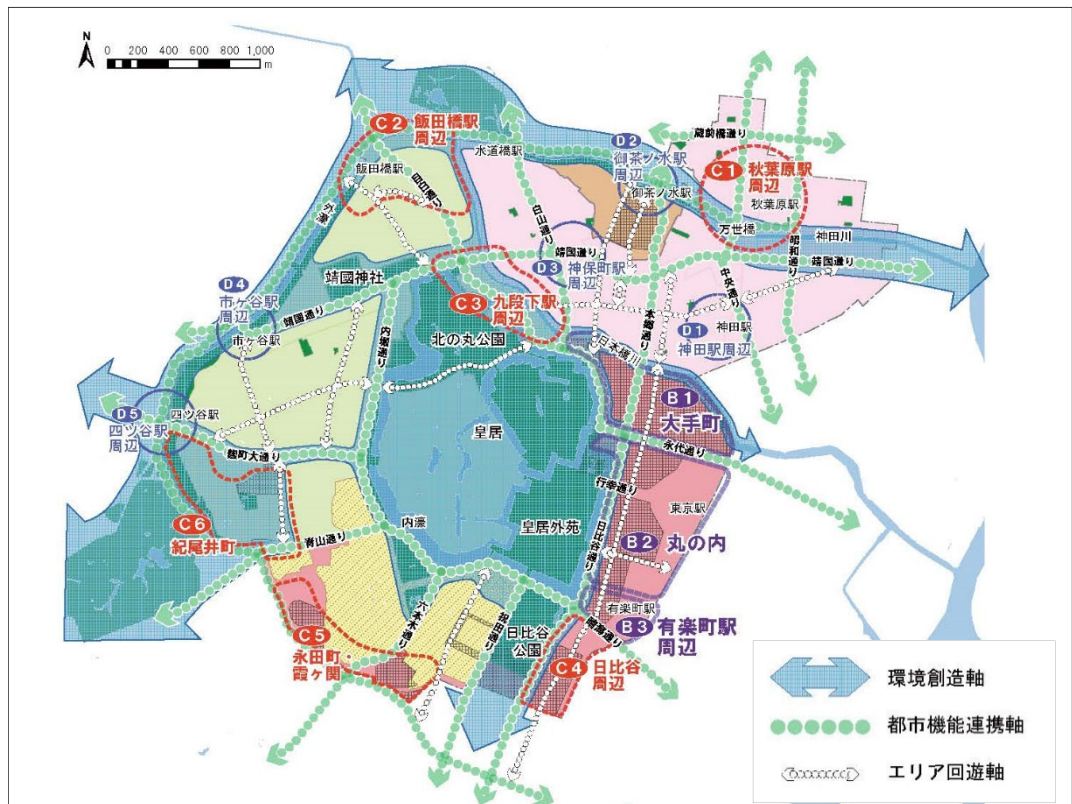 N
0 200 400 600 800 1,000
m
C2 飯田橋駅
周辺
飯田橋駅
目白通り
外濠
水道橋駅
白山通り
D2
御茶ノ水駅
周辺
御茶ノ水駅
蔵前橋通り
C1 秋葉原駅
周辺
秋葉原駅
万世橋
神田川
昭和通り
靖国通り
中央通り
靖国通り
D3 神保町駅
周辺
本郷通り
D1 神田駅
神田駅周辺
靖國神社
C3 九段下駅
周辺
D4
市ヶ谷駅
周辺
市ヶ谷駅
靖国通り
内堀通り
北の丸公園
日本橋川
B1
大手町
永代通り
D5
四ツ谷駅
周辺
四ツ谷駅
麹町大通り
皇居
行幸通り
東京駅
C6
紀尾井町
青山通り
内濠
皇居外苑
日比谷通り
B2 丸の内
六本木通り
祝田通り
日比谷
公園
有楽町駅
晴海通り
B3 有楽町駅
周辺
C5
永田町・
霞ヶ関
C4 日比谷
周辺
環境創造軸
都市機能連携軸
エリア回遊軸